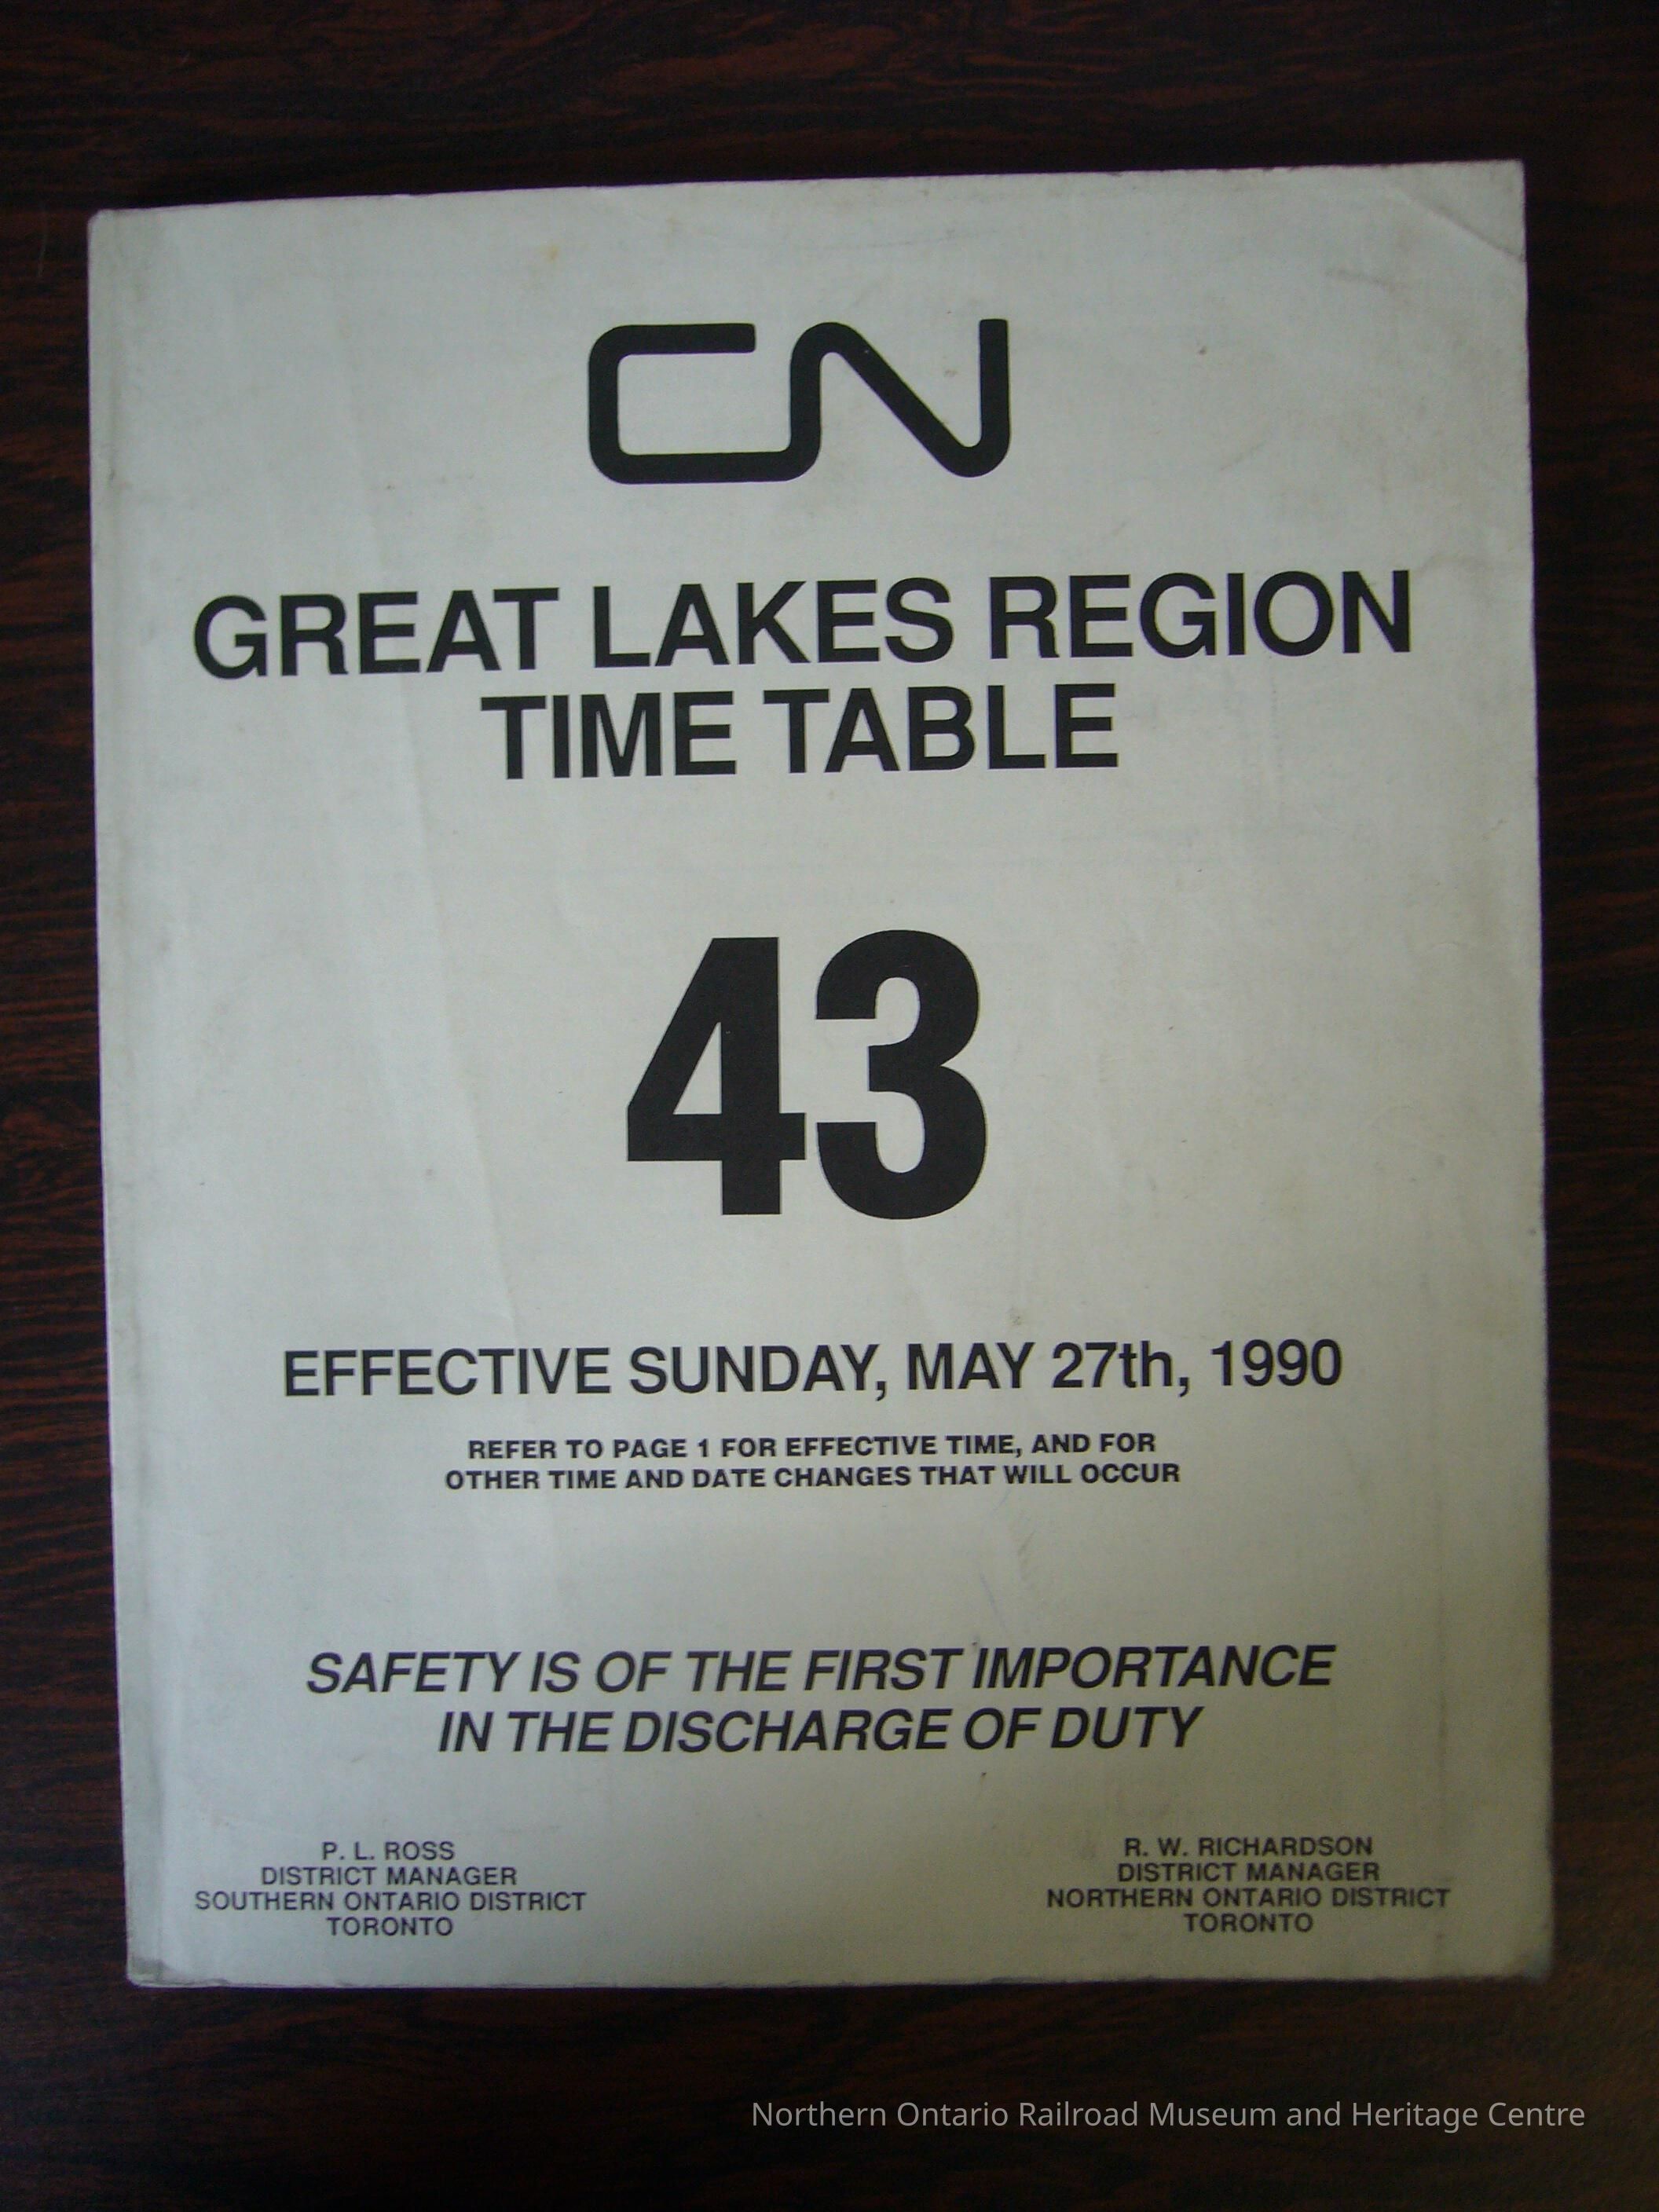 CN
GREAT LAKES REGION
TIME TABLE
43
EFFECTIVE SUNDAY, MAY 27th, 1990
REFER TO PAGE 1 FOR EFFECTIVE TIME, AND FOR
OTHER TIME AND DATE CHANGES THAT WILL OCCUR
SAFETY IS OF THE FIRST IMPORTANCE
IN THE DISCHARGE OF DUTY
P. L. ROSS
DISTRICT MANAGER
SOUTHERN ONTARIO DISTRICT
TORONTO
R. W. RICHARDSON
DISTRICT MANAGER
NORTHERN ONTARIO DISTRICT
TORONTO
Northern Ontario Railroad Museum and Heritage Centre